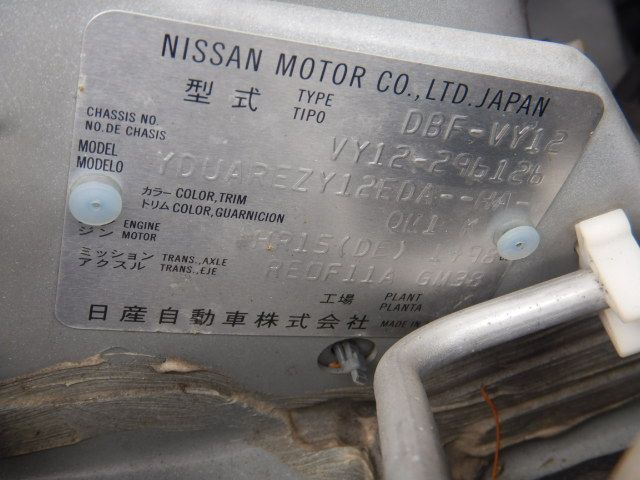 NISSAN MOTOR CO.,LTD.JAPAN
型式 TYPE TIPO DBF-VY12
CHASSIS NO. NO.DE CHASIS VY12-296126
MODEL MODELO YDUAREZY12EDA--RA-
カラー COLOR,TRIM
トリム COLOR,GUARNICION QM1 K
ジン ENGINE MOTOR HR15(DE)
ミッション TRANS.,AXLE
アクスル TRANS.,EJE RE0F11A GM38
工場 PLANT PLANTA
日産自動車株式会社 MADE IN